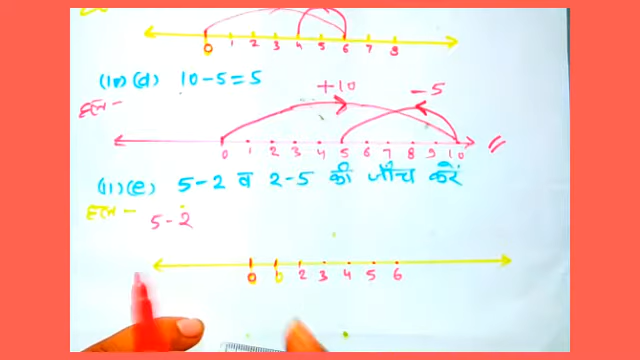 0 1 2 3 4 5 6 7 8
(10) (d) 10-5=5
हल- +10 -5
0 1 2 3 4 5 6 7 8 9 10
(11) (e) 5-2 व 2-5 की जाँच करें
हल- 5-2
0 1 2 3 4 5 6